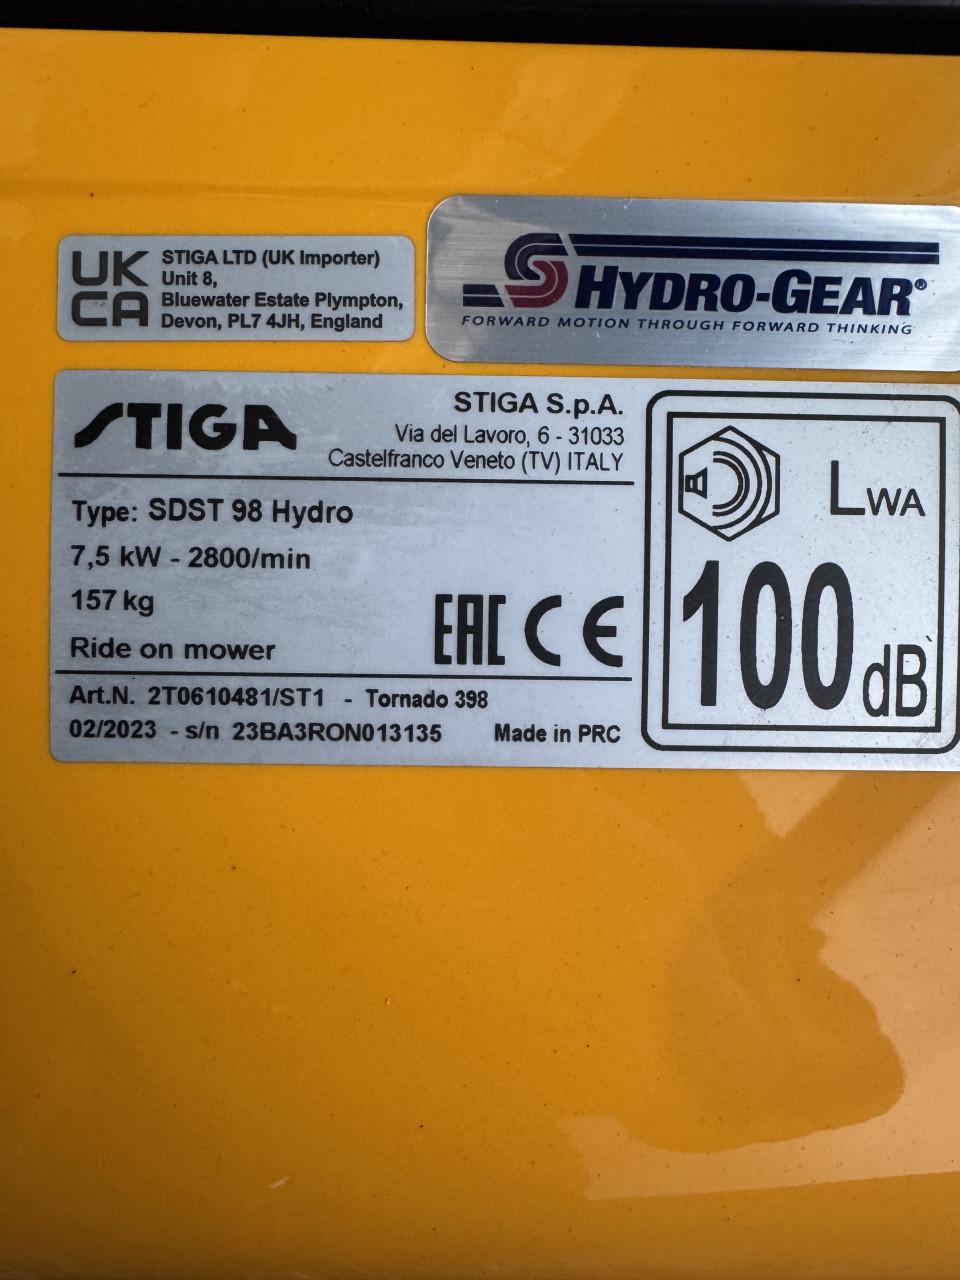 UK
CA
STIGA LTD (UK Importer)
Unit 8,
Bluewater Estate Plympton,
Devon, PL7 4JH, England
HYDRO-GEAR®
FORWARD MOTION THROUGH FORWARD THINKING
STIGA
STIGA S.p.A.
Via del Lavoro, 6 - 31033
Castelfranco Veneto (TV) ITALY
Type: SDST 98 Hydro
7,5 kW - 2800/min
157 kg
Ride on mower
EAC CE
Art.N. 2T0610481/ST1 - Tornado 398
02/2023 - s/n 23BA3RON013135 Made in PRC
LWA
100 dB